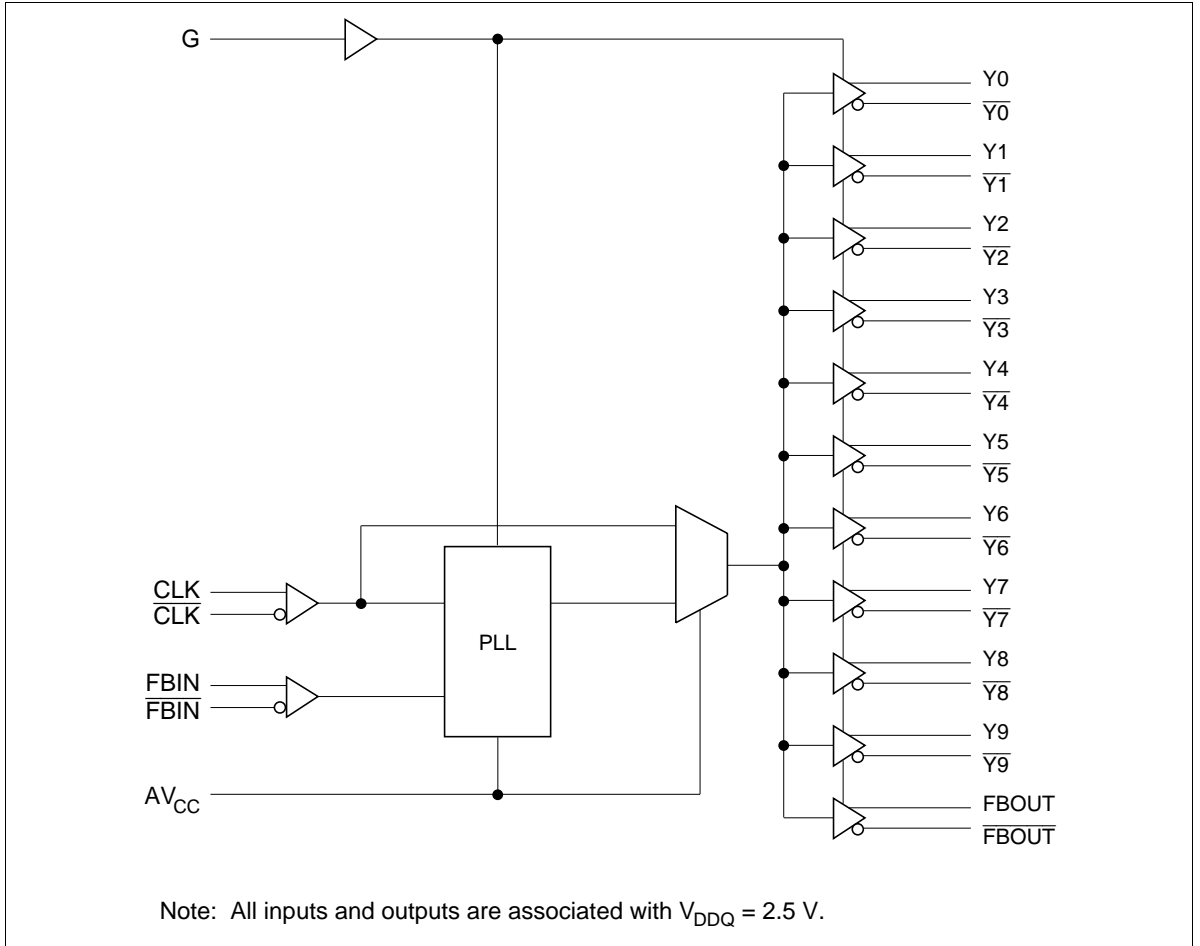 G
Y0
Y0
Y1
Y1
Y2
Y2
Y3
Y3
Y4
Y4
Y5
Y5
Y6
Y6
CLK
CLK
Y7
Y7
PLL
FBIN
FBIN
Y8
Y8
Y9
Y9
AVCC
FBOUT
FBOUT
Note: All inputs and outputs are associated with VDDQ = 2.5 V.